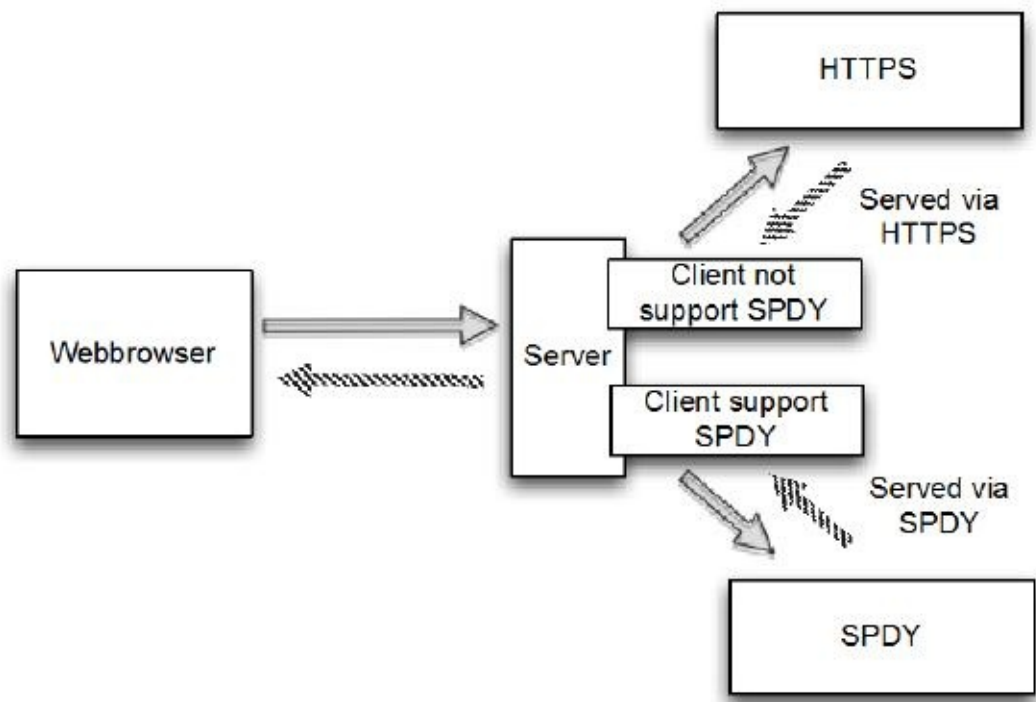 HTTPS
Served via
HTTPS
Client not
support SPDY
Webbrowser
Server
Client support
SPDY
Served via
SPDY
SPDY